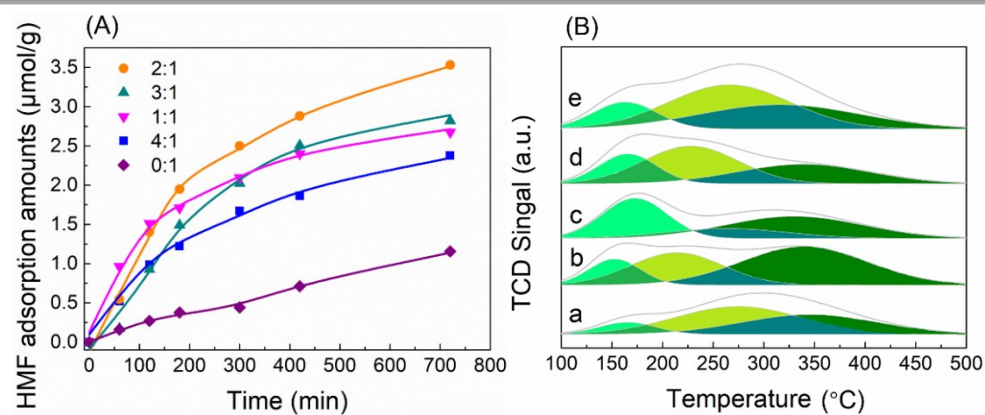 (A)
HMF adsorption amounts (μmol/g)
3.5
3.0
2.5
2.0
1.5
1.0
0.5
0.0
2:1
3:1
1:1
4:1
0:1
0 100 200 300 400 500 600 700 800
Time (min)
(B)
TCD Singal (a.u.)
e
d
c
b
a
100 150 200 250 300 350 400 450 500
Temperature (°C)